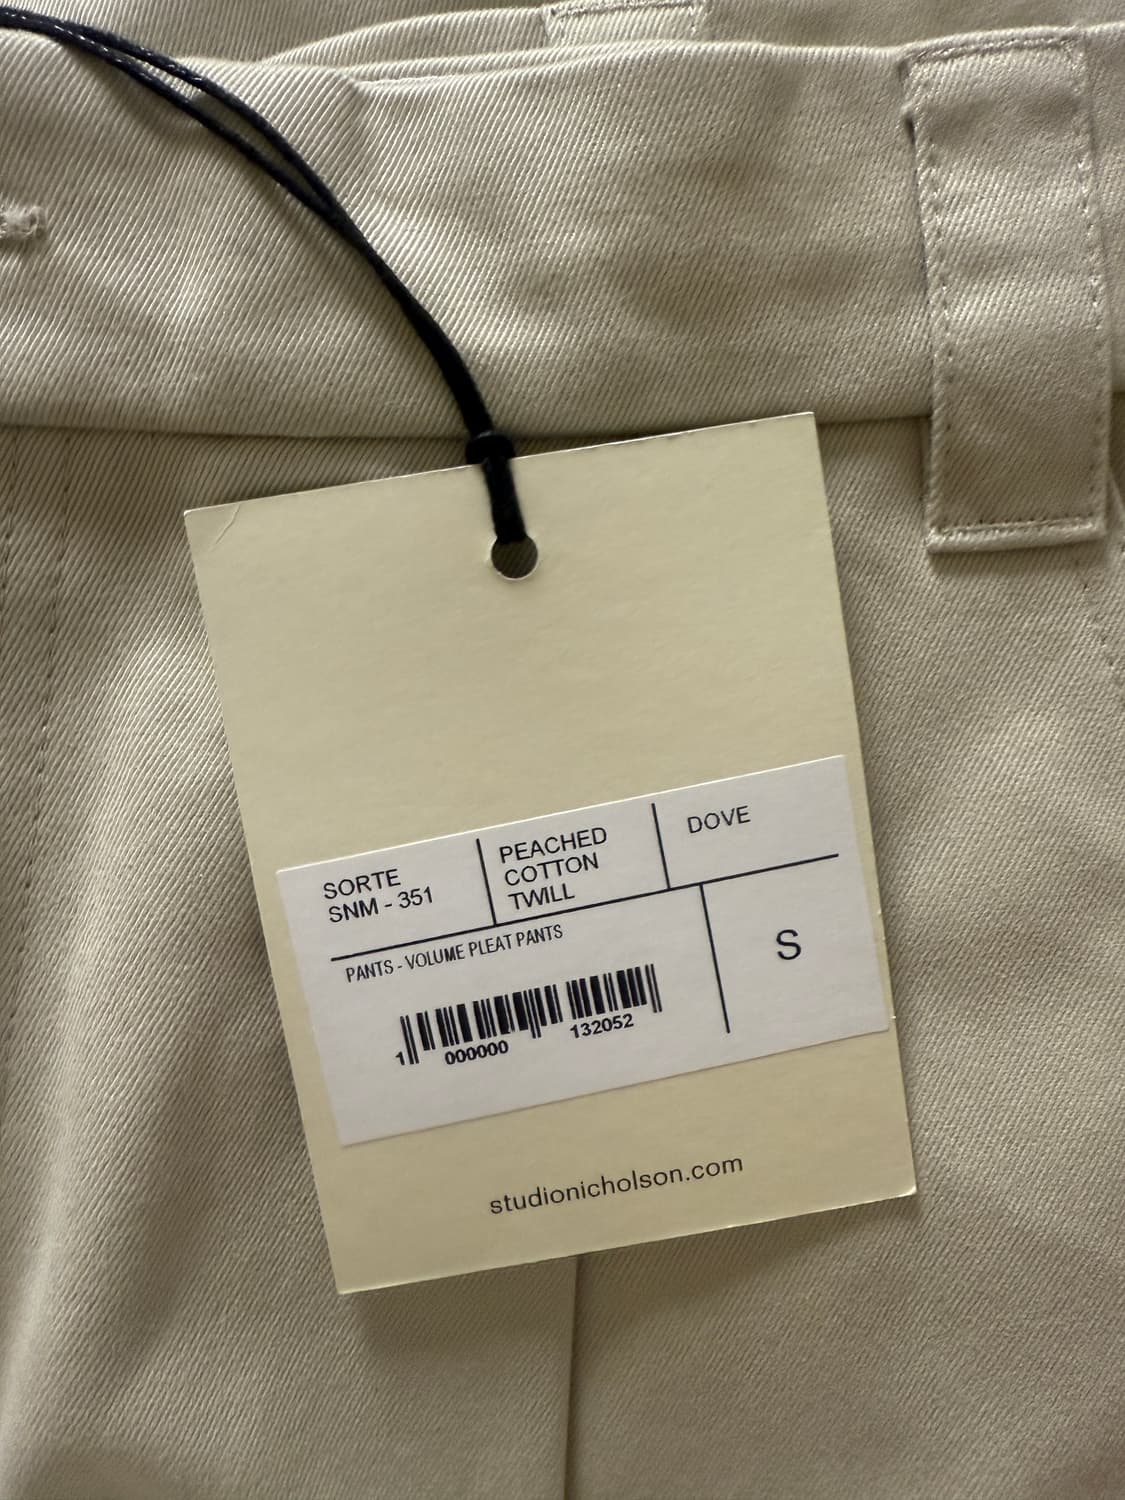 SORTE
SNM - 351
PEACHED
COTTON
TWILL
DOVE
PANTS - VOLUME PLEAT PANTS
S
1 000000 132052
studionicholson.com